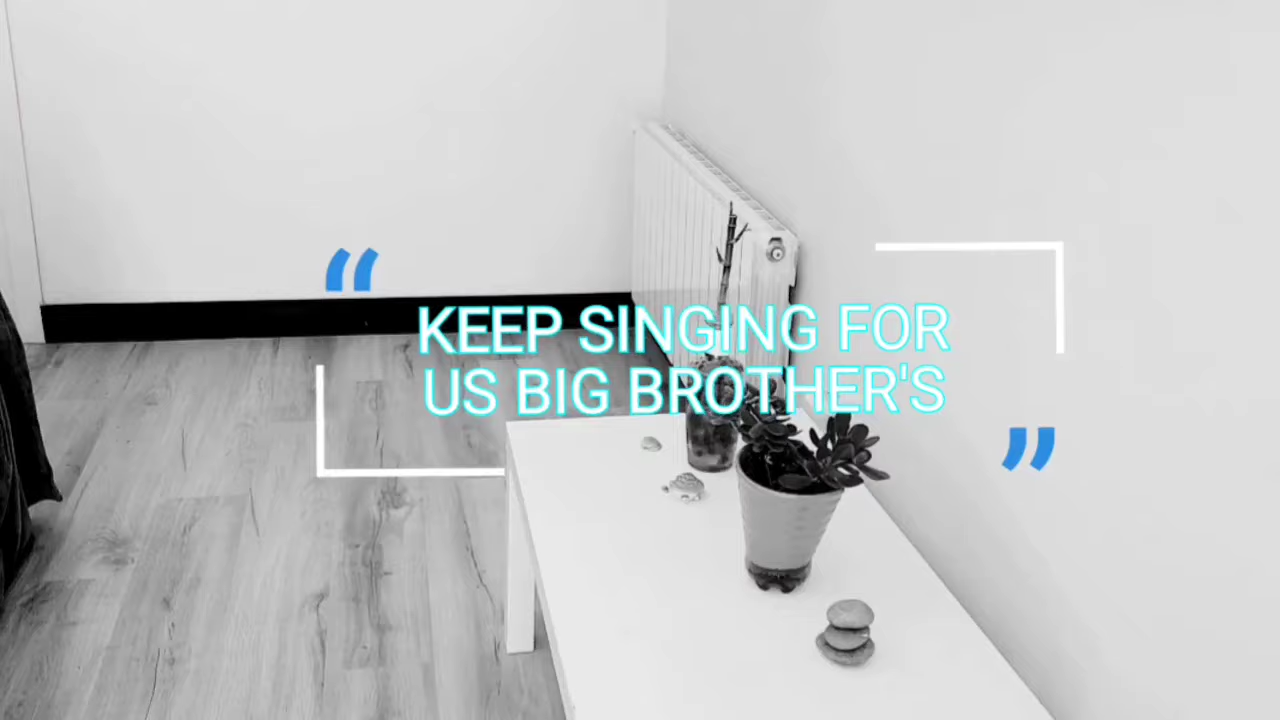 “
KEEP SINGING FOR
US BIG BROTHER'S
”